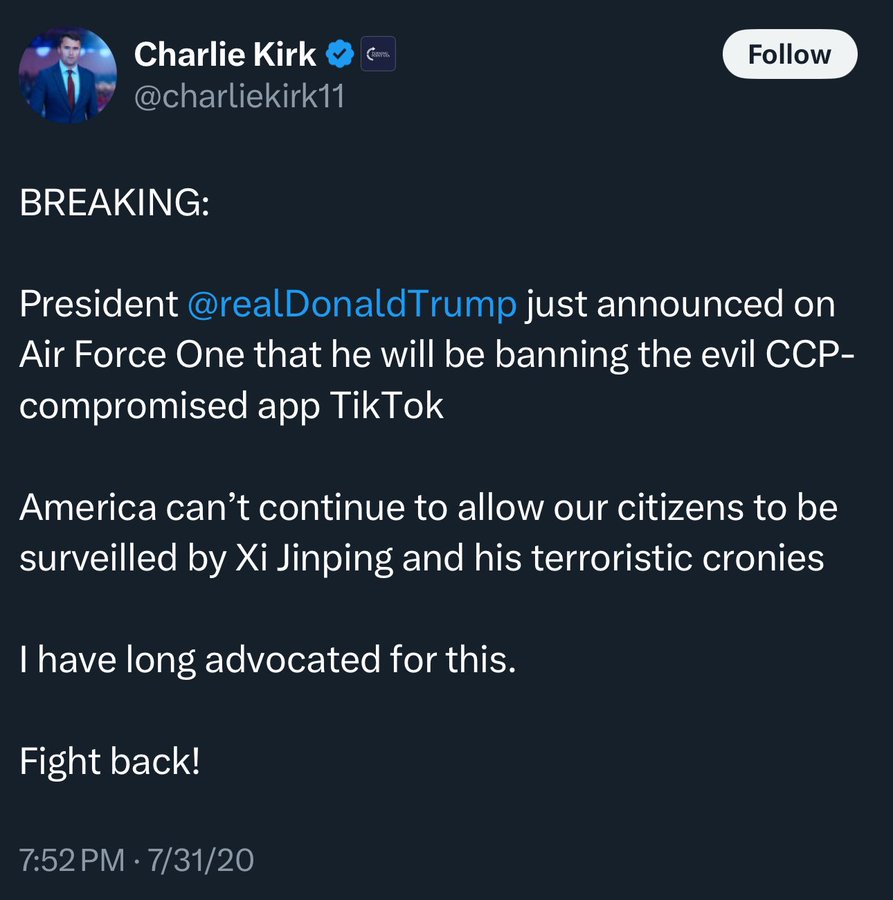 Charlie Kirk
Follow
@charliekirk11
BREAKING:
President @realDonaldTrump just announced on
Air Force One that he will be banning the evil CCP-
compromised app TikTok
America can’t continue to allow our citizens to be
surveilled by Xi Jinping and his terroristic cronies
I have long advocated for this.
Fight back!
7:52 PM · 7/31/20